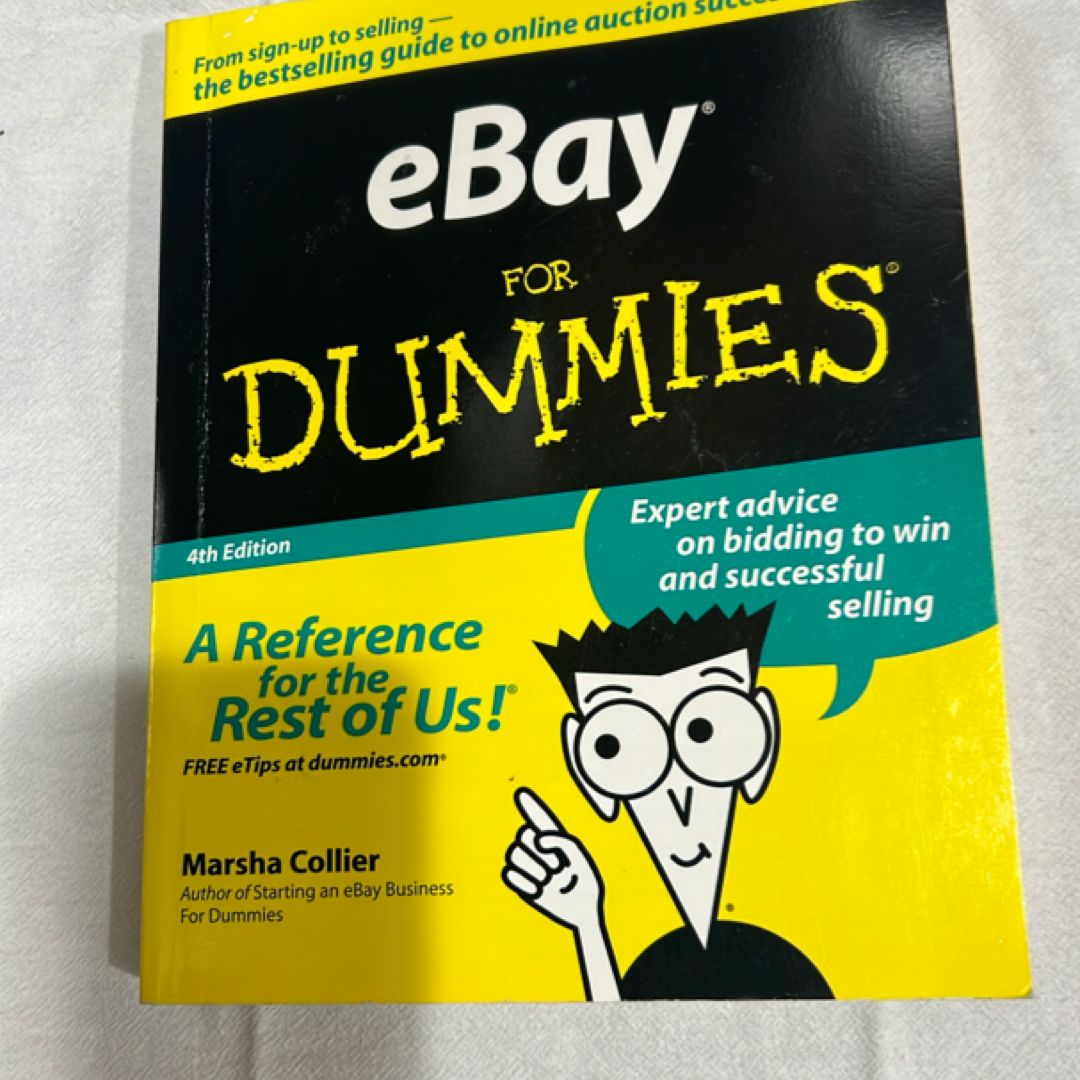 From sign-up to selling —
the bestselling guide to online auction
eBay®
FOR
DUMMIES®
4th Edition
Expert advice
on bidding to win
and successful
selling
A Reference
for the
Rest of Us!®
FREE eTips at dummies.com®
Marsha Collier
Author of Starting an eBay Business
For Dummies
®